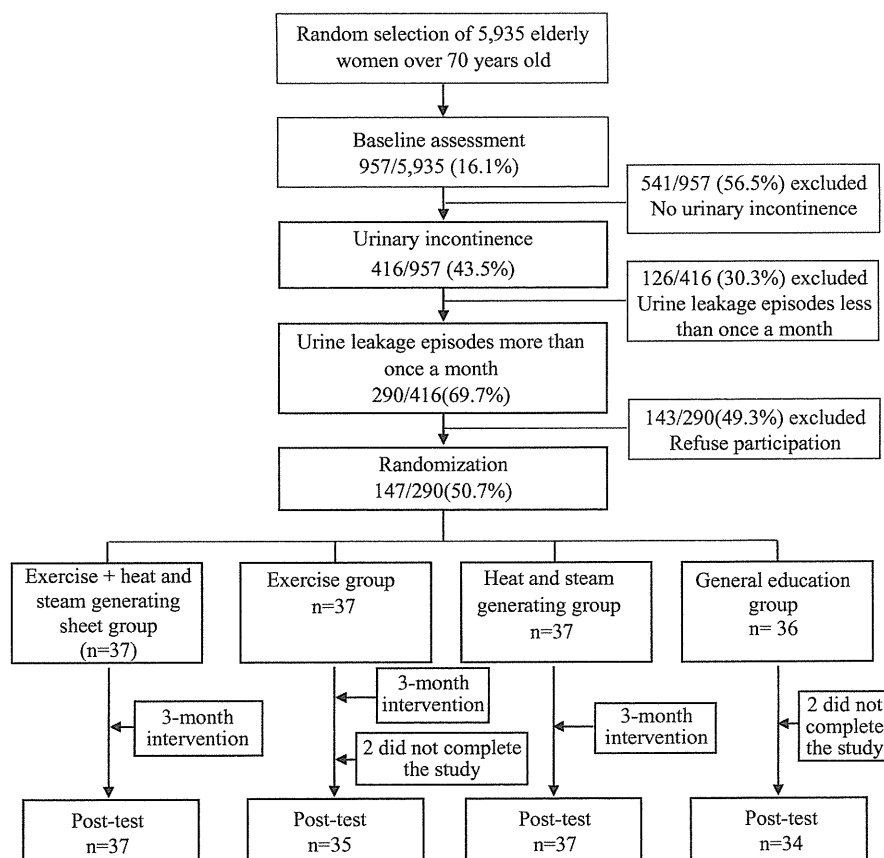 Random selection of 5,935 elderly
women over 70 years old
Baseline assessment
957/5,935 (16.1%)
541/957 (56.5%) excluded
No urinary incontinence
Urinary incontinence
416/957 (43.5%)
126/416 (30.3%) excluded
Urine leakage episodes less
than once a month
Urine leakage episodes more than
once a month
290/416(69.7%)
143/290(49.3%) excluded
Refuse participation
Randomization
147/290(50.7%)
Exercise + heat and
steam generating
sheet group
(n=37)
Exercise group
n=37
Heat and steam
generating group
n=37
General education
group
n= 36
3-month
intervention
3-month
intervention
2 did not complete
the study
3-month
intervention
2 did not
complete
the study
Post-test
n=37
Post-test
n=35
Post-test
n=37
Post-test
n=34